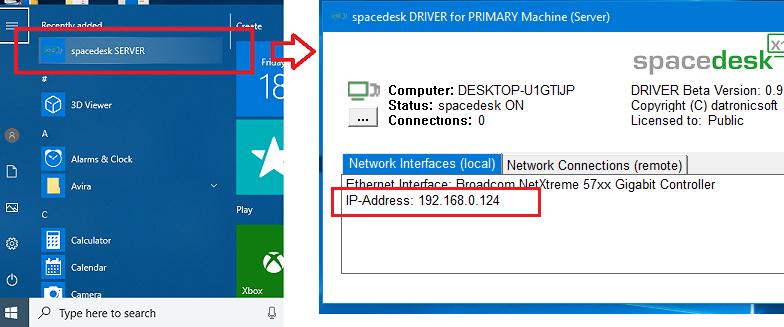 Recently added
Create
spacedesk SERVER
Friday
18
#
3D Viewer
A
Alarms & Clock
Avira
Play
C
Calculator
Calendar
Camera
Xbox
Type here to search
spacedesk DRIVER for PRIMARY Machine (Server)
spacedesk X1
Computer: DESKTOP-U1GTIJP
Status: spacedesk ON
Connections: 0
...
DRIVER Beta Version: 0.9
Copyright (C) datronicsoft
Licensed to: Public
Network Interfaces (local)
Network Connections (remote)
Ethernet Interface: Broadcom NetXtreme 57xx Gigabit Controller
IP-Address: 192.168.0.124